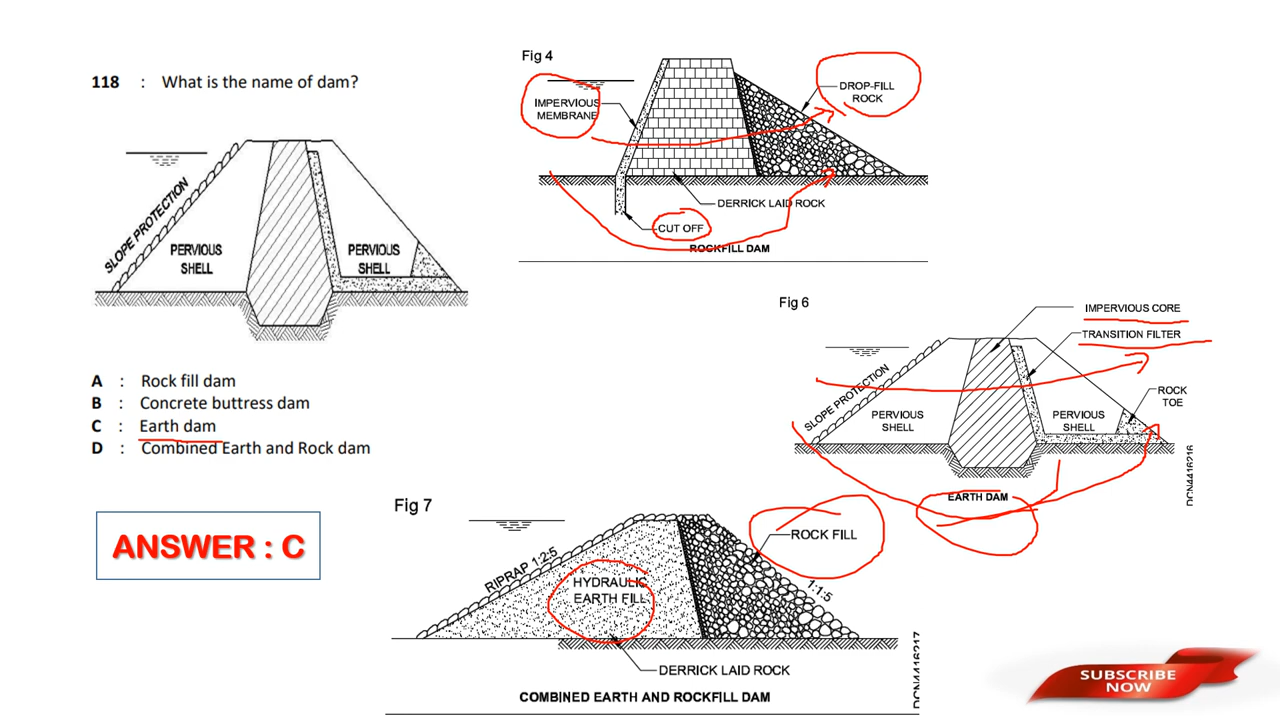 118 : What is the name of dam?
SLOPE PROTECTION
PERVIOUS
SHELL
PERVIOUS
SHELL
A : Rock fill dam
B : Concrete buttress dam
C : Earth dam
D : Combined Earth and Rock dam
ANSWER : C
Fig 4
IMPERVIOUS
MEMBRANE
DROP-FILL
ROCK
DERRICK LAID ROCK
CUT OFF
ROCKFILL DAM
Fig 6
IMPERVIOUS CORE
TRANSITION FILTER
SLOPE PROTECTION
PERVIOUS
SHELL
PERVIOUS
SHELL
ROCK
TOE
EARTH DAM
DCN4416216
Fig 7
RIPRAP 1:2·5
HYDRAULIC
EARTH FILL
ROCK FILL
1:1·5
DERRICK LAID ROCK
COMBINED EARTH AND ROCKFILL DAM
DCN4416217
SUBSCRIBE
NOW